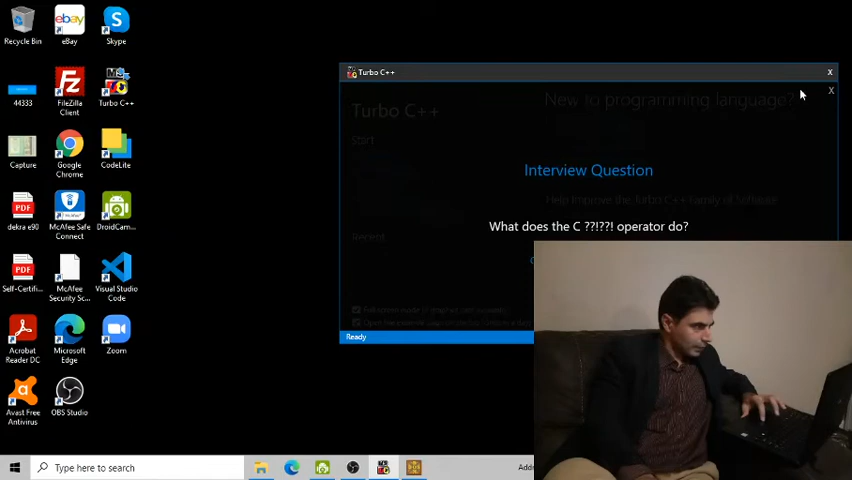 Recycle Bin
eBay
Skype
44333
FileZilla
Client
Turbo C++
Capture
Google
Chrome
CodeLite
dekra e90
McAfee Safe
Connect
DroidCam...
Self-Certifi...
McAfee
Security Sc...
Visual Studio
Code
Acrobat
Reader DC
Microsoft
Edge
Zoom
Avast Free
Antivirus
OBS Studio
Turbo C++
X
X
Turbo C++
New to programming language?
Start
Interview Question
Help improve the Turbo C++ Family of Software
What does the C ??!??! operator do?
Recent
Ready
Type here to search